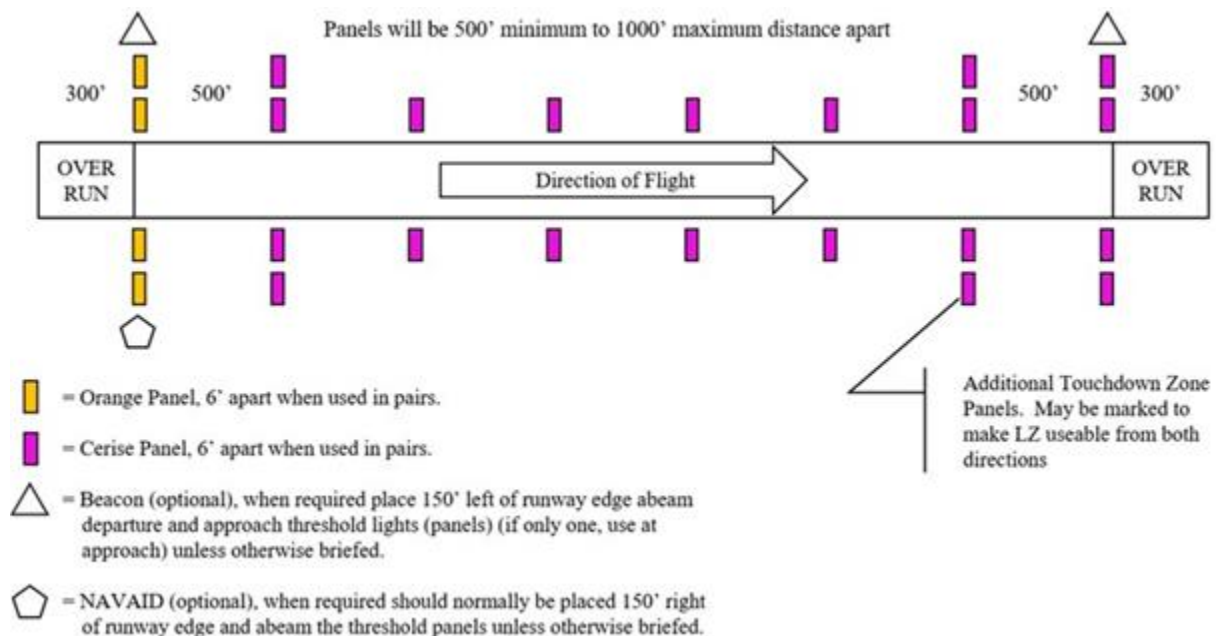 Panels will be 500’ minimum to 1000’ maximum distance apart
300’
500’
500’
300’
OVER
RUN
Direction of Flight
OVER
RUN
= Orange Panel, 6’ apart when used in pairs.
= Cerise Panel, 6’ apart when used in pairs.
= Beacon (optional), when required place 150’ left of runway edge abeam
departure and approach threshold lights (panels) (if only one, use at
approach) unless otherwise briefed.
= NAVAID (optional), when required should normally be placed 150’ right
of runway edge and abeam the threshold panels unless otherwise briefed.
Additional Touchdown Zone
Panels. May be marked to
make LZ useable from both
directions